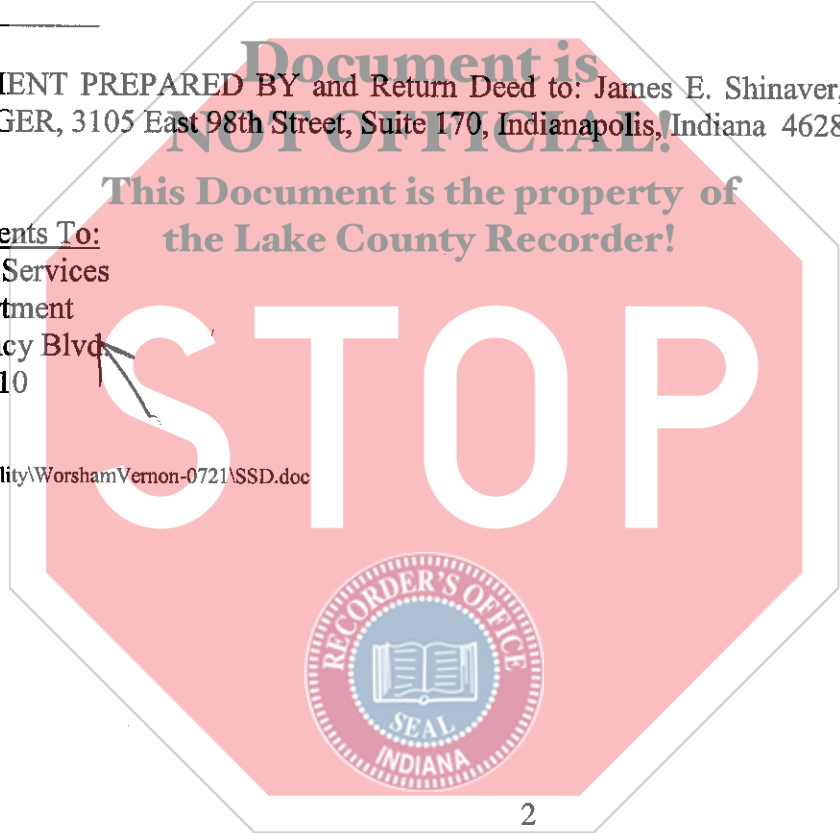 Document is
IENT PREPARED BY and Return Deed to: James E. Shinaver,
GER, 3105 East 98th Street, Suite 170, Indianapolis, Indiana 4628
NOT OFFICIAL!
This Document is the property of
the Lake County Recorder!
ents To:
Services
tment
cy Blvd.
10
STOP
lity\WorshamVernon-0721\SSD.doc
RECORDER'S OFFICE
SEAL
INDIANA
2